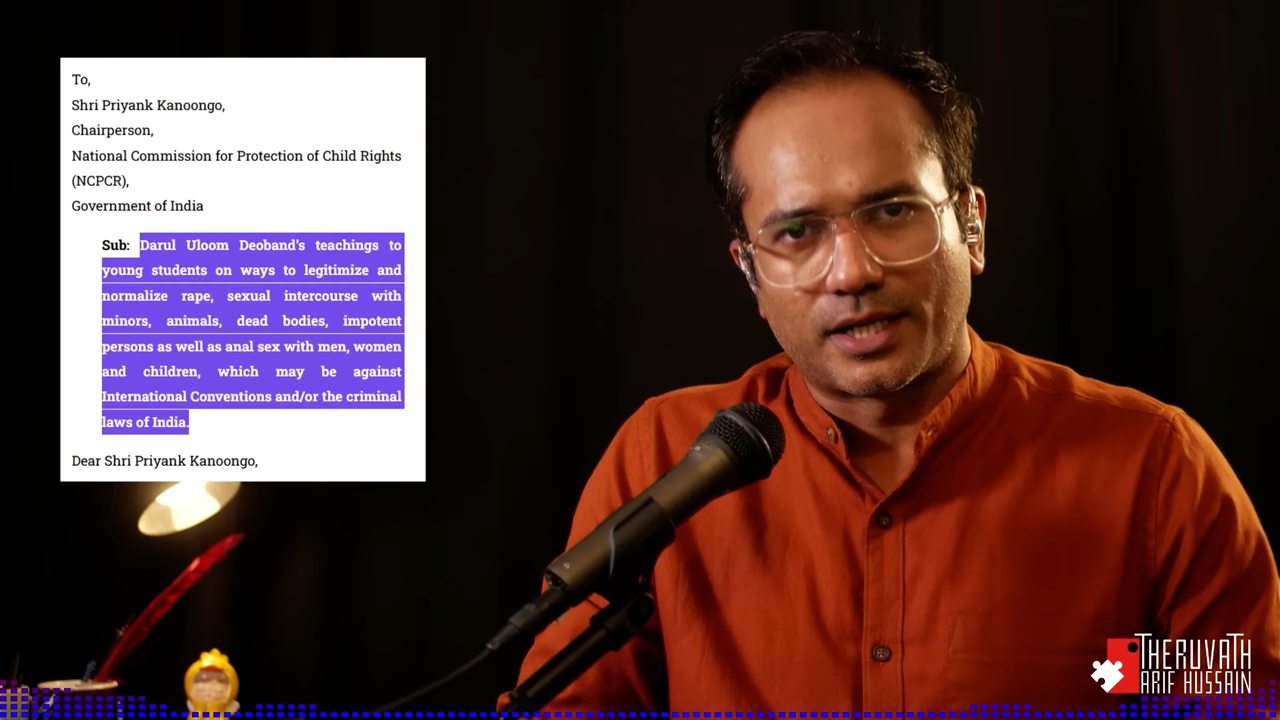 To,
Shri Priyank Kanoongo,
Chairperson,
National Commission for Protection of Child Rights
(NCPCR),
Government of India
Sub: Darul Uloom Deoband's teachings to
young students on ways to legitimize and
normalize rape, sexual intercourse with
minors, animals, dead bodies, impotent
persons as well as anal sex with men, women
and children, which may be against
International Conventions and/or the criminal
laws of India.
Dear Shri Priyank Kanoongo,
THERUVATH
ARIF HUSSAIN